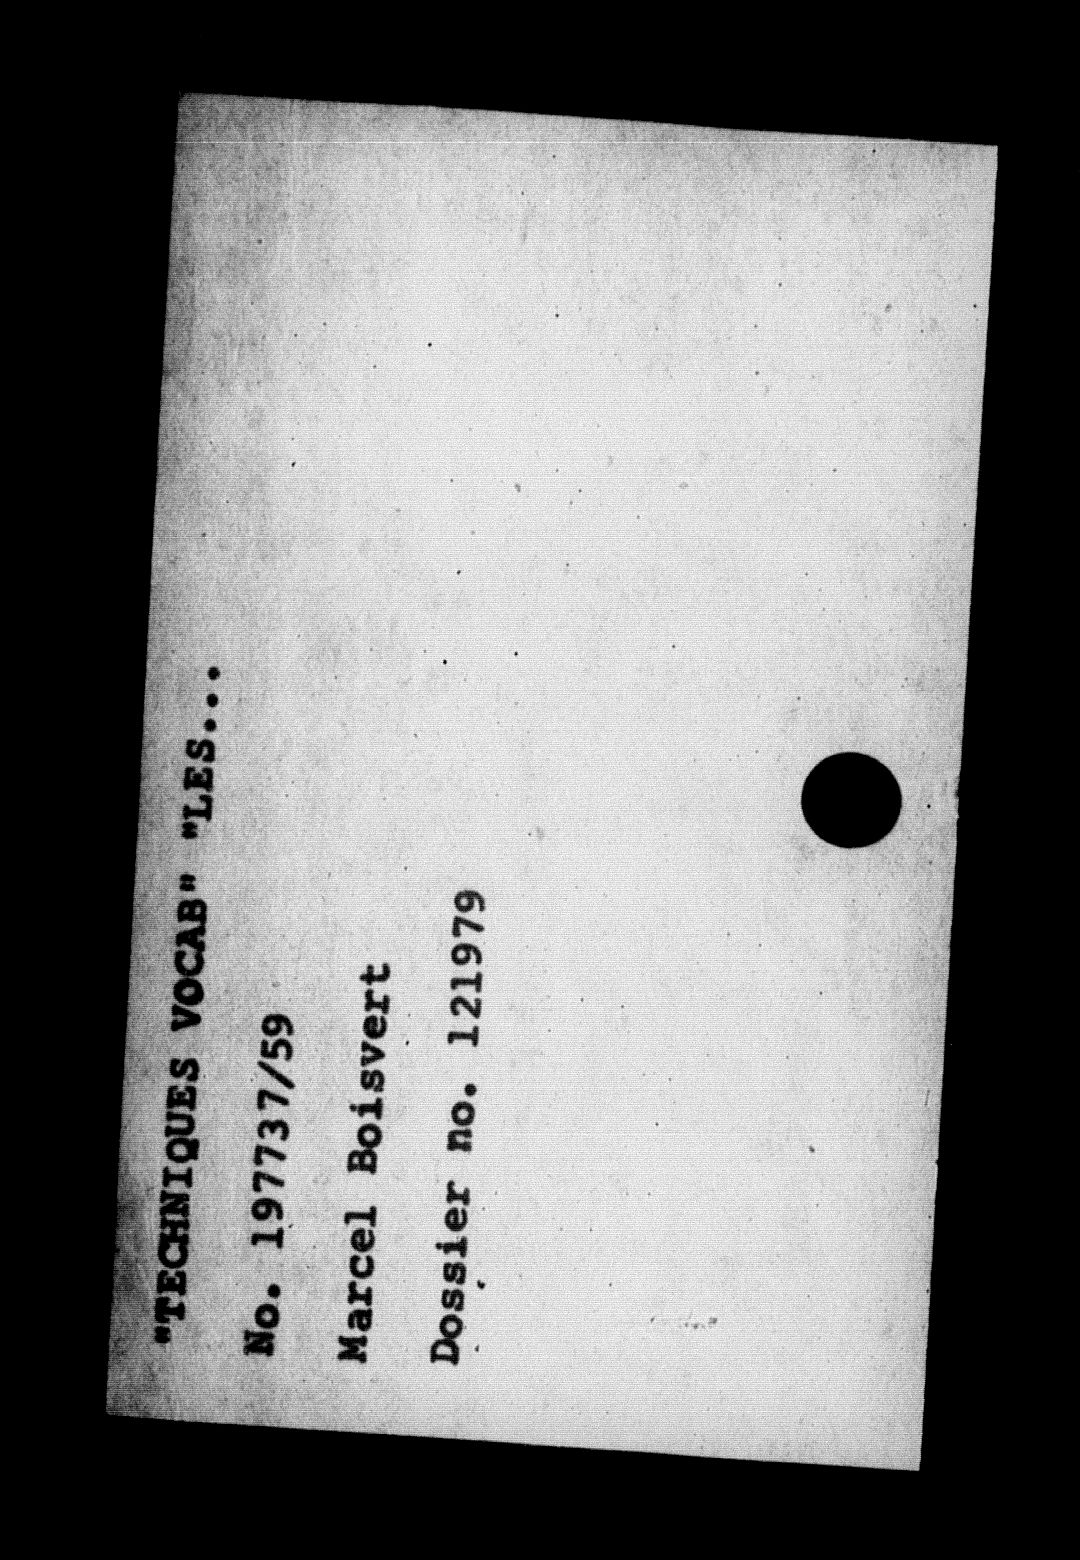 "TECHNIQUES VOCAB" "LES...
No. 197737/59
Marcel Boisvert
Dossier no. 121979